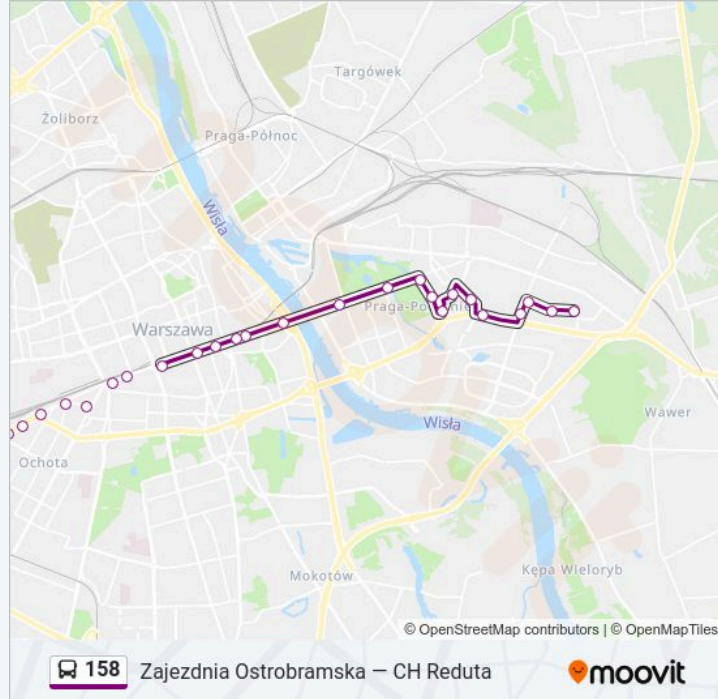 Targówek
Żoliborz
Praga-Północ
Wisła
Praga-Południe
Warszawa
Wawer
Wisła
Ochota
Mokotów
Kępa Wieloryb
© OpenStreetMap contributors | © OpenMapTiles
158 Zajezdnia Ostrobramska — CH Reduta moovit